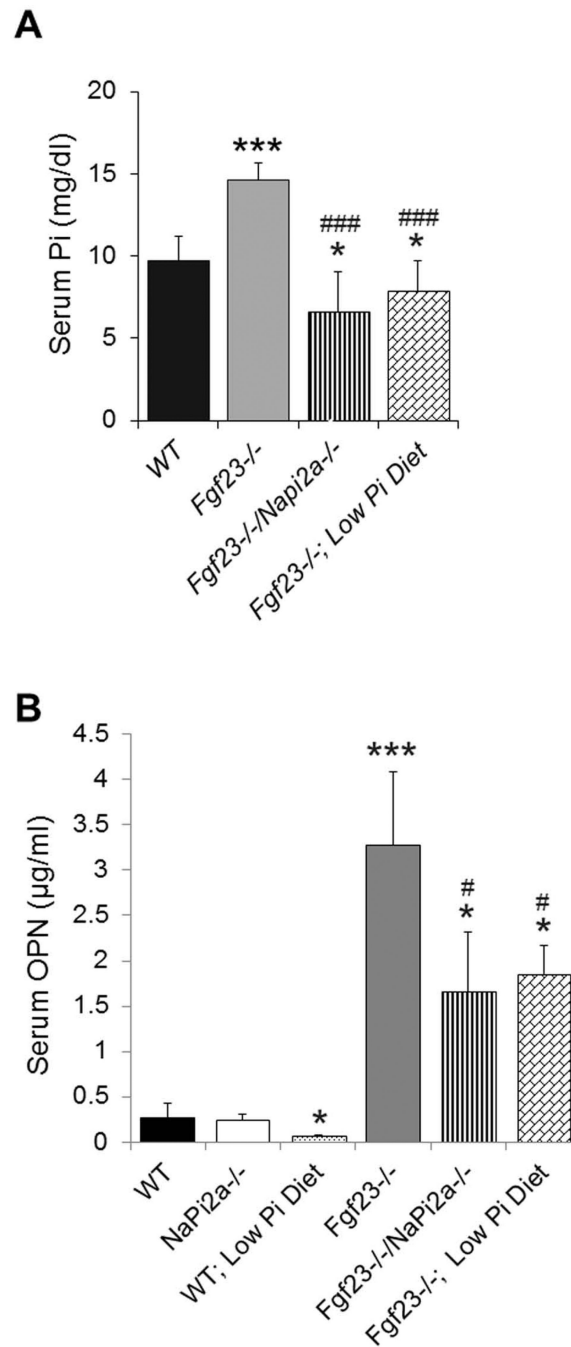 A
Serum Pi (mg/dl)
20
15
10
5
0
***
###
*
###
*
WT
Fgf23-/-
Fgf23-/-/Napi2a-/-
Fgf23-/-; Low Pi Diet
B
Serum OPN (µg/ml)
4.5
4
3.5
3
2.5
2
1.5
1
0.5
0
*
***
#
*
#
*
WT
NaPi2a-/-
WT; Low Pi Diet
Fgf23-/-
Fgf23-/-/NaPi2a-/-
Fgf23-/-; Low Pi Diet